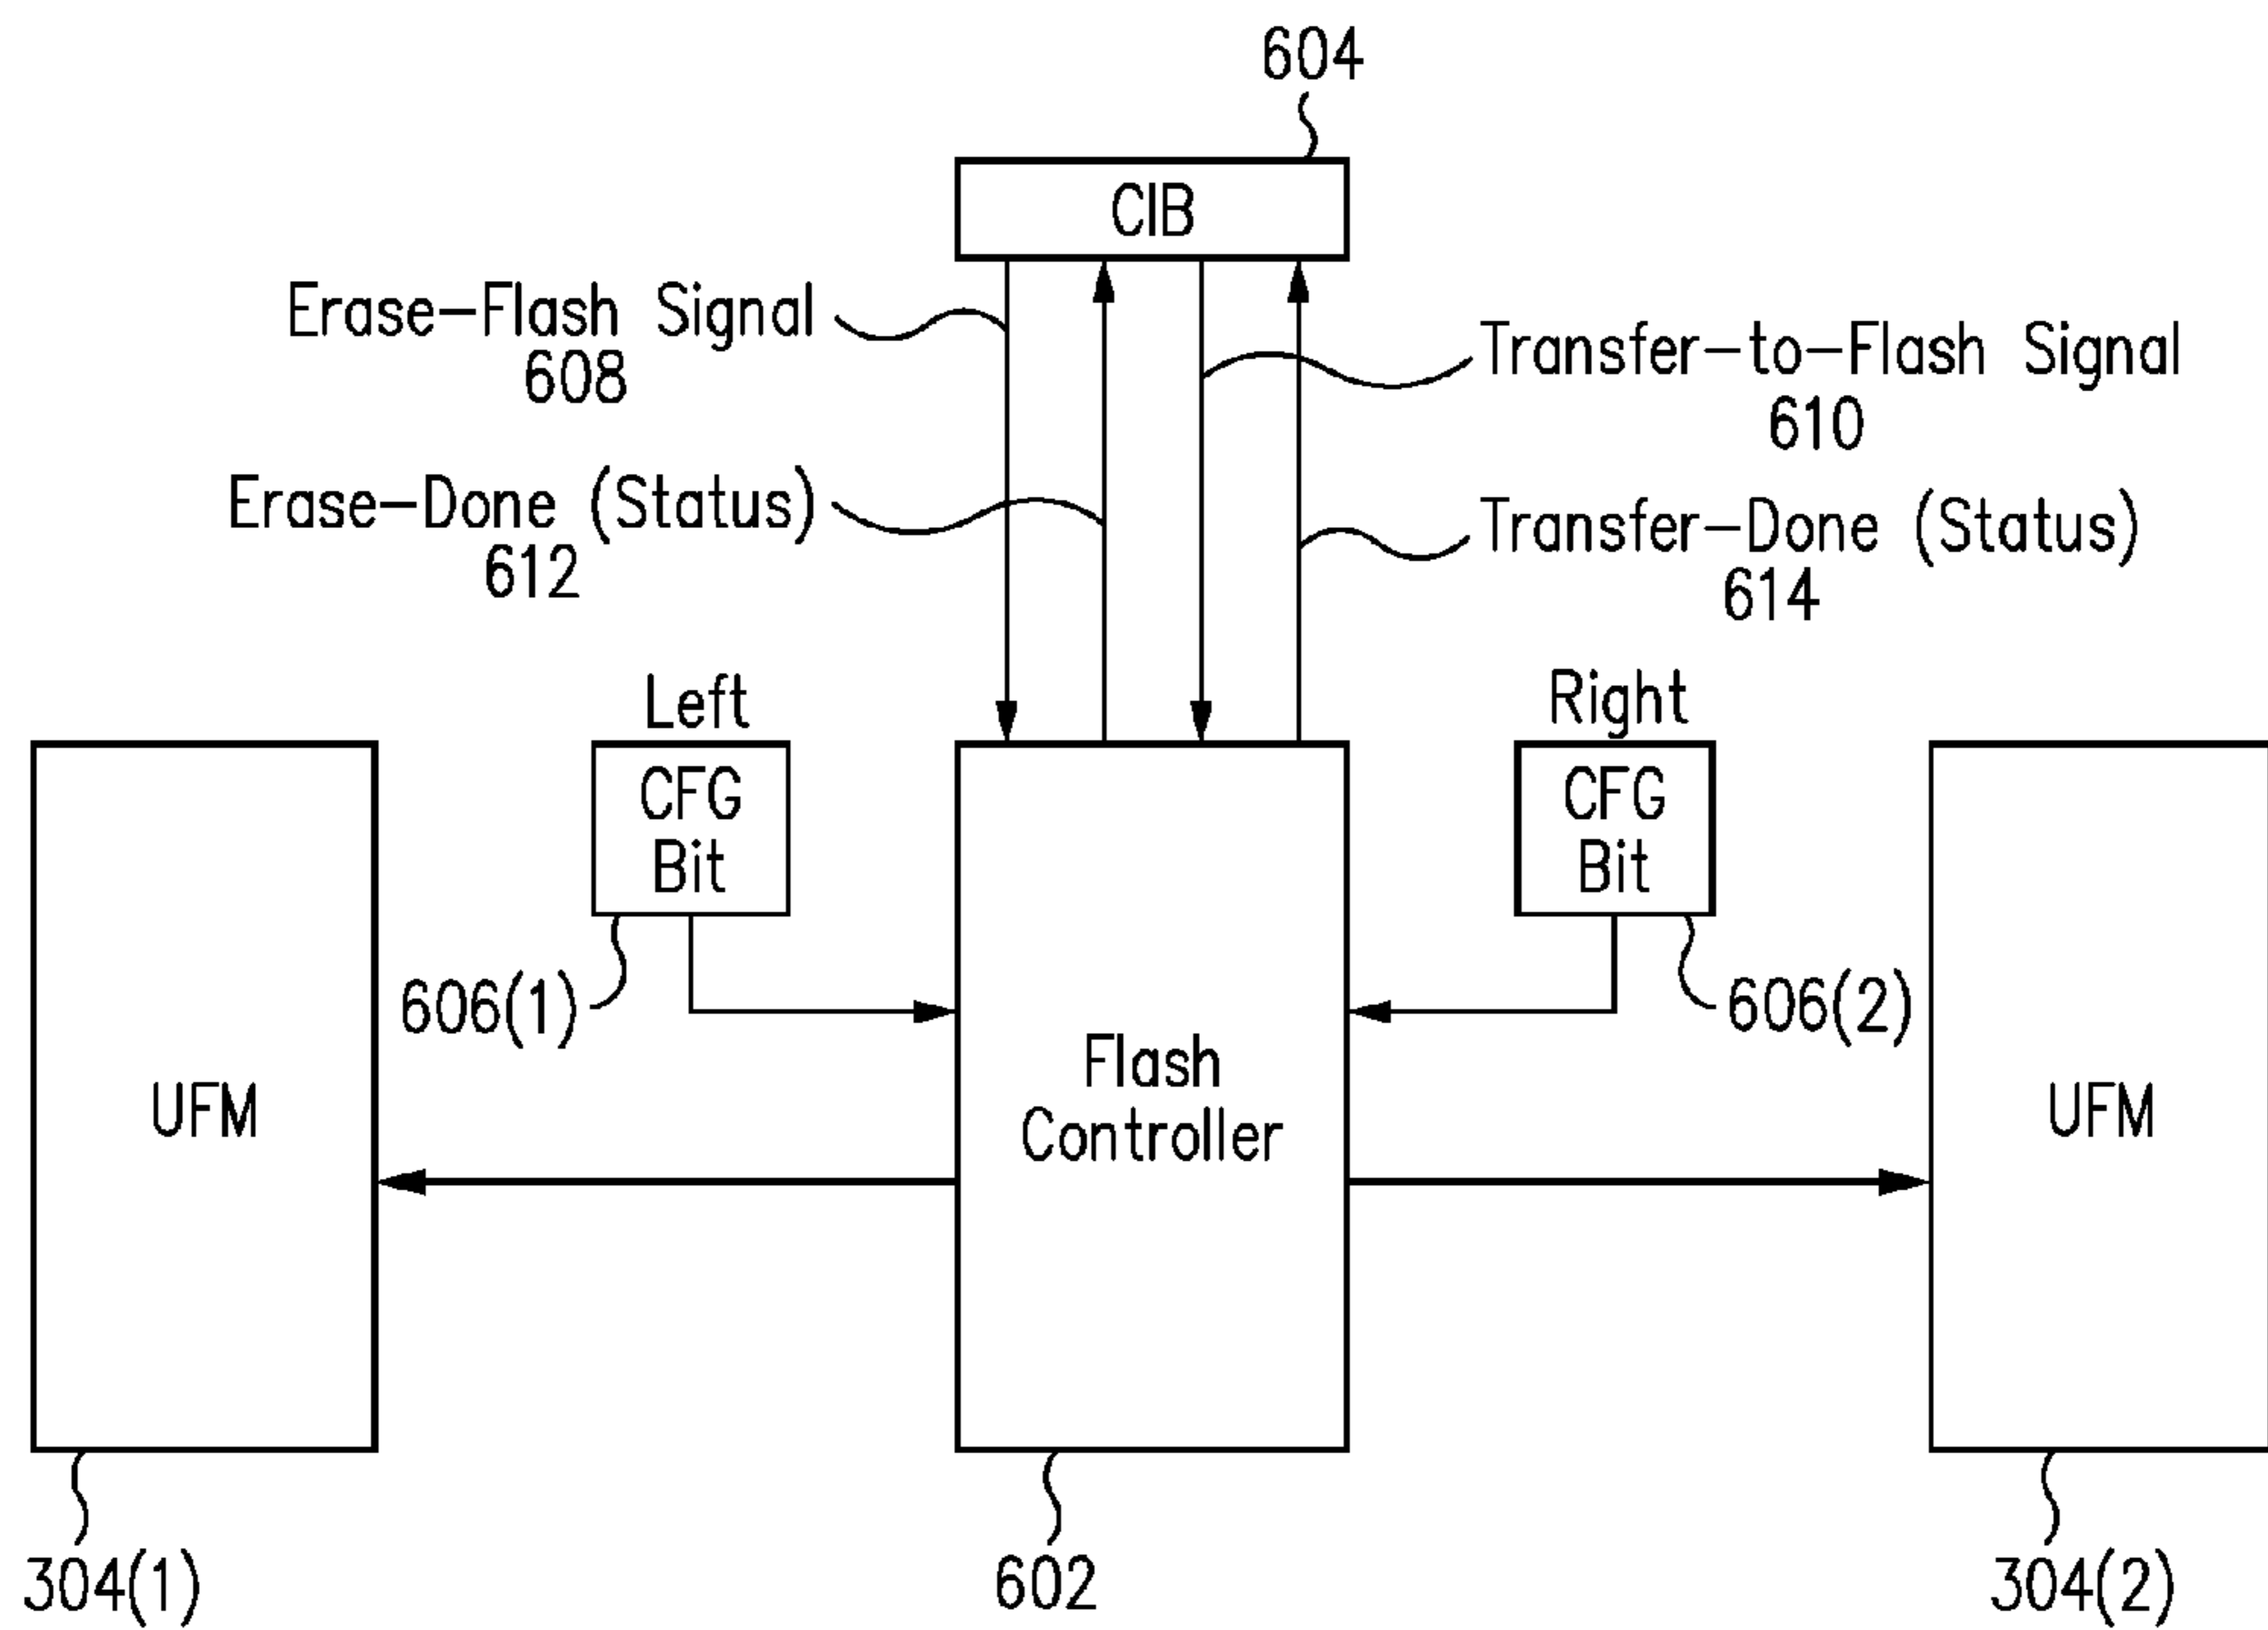 604
CIB
Erase-Flash Signal
608
Transfer-to-Flash Signal
610
Erase-Done (Status)
612
Transfer-Done (Status)
614
Left
Right
CFG
Bit
CFG
Bit
606(1)
606(2)
UFM
Flash
Controller
UFM
304(1)
602
304(2)